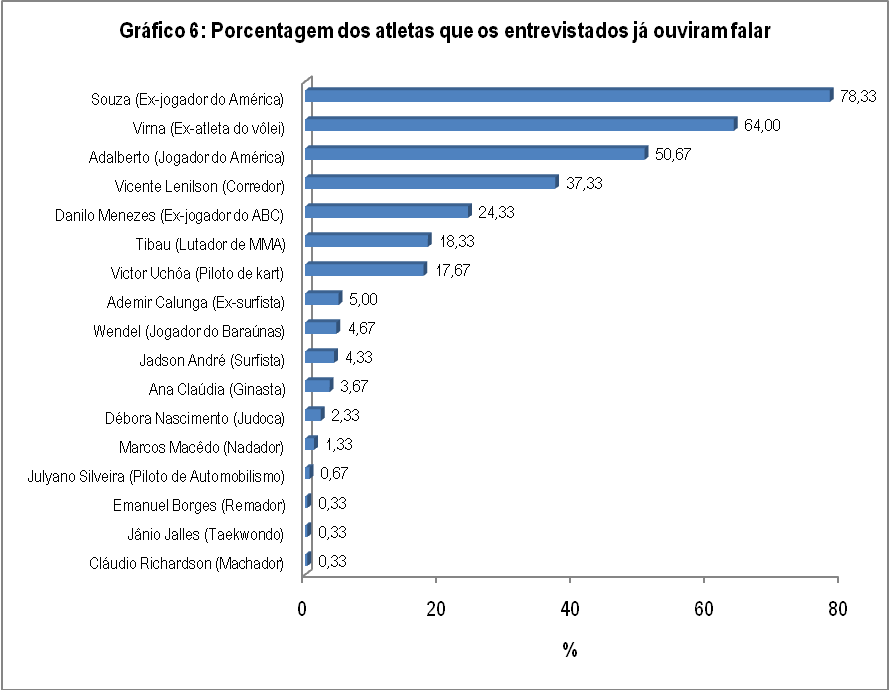 Gráfico 6: Porcentagem dos atletas que os entrevistados já ouviram falar
Souza (Ex-jogador do América) 78,33
Virna (Ex-atleta do vôlei) 64,00
Adalberto (Jogador do América) 50,67
Vicente Lenilson (Corredor) 37,33
Danilo Menezes (Ex-jogador do ABC) 24,33
Tibau (Lutador de MMA) 18,33
Victor Uchôa (Piloto de kart) 17,67
Ademir Calunga (Ex-surfista) 5,00
Wendel (Jogador do Baraúnas) 4,67
Jadson André (Surfista) 4,33
Ana Claúdia (Ginasta) 3,67
Débora Nascimento (Judoca) 2,33
Marcos Macêdo (Nadador) 1,33
Julyano Silveira (Piloto de Automobilismo) 0,67
Emanuel Borges (Remador) 0,33
Jânio Jalles (Taekwondo) 0,33
Cláudio Richardson (Machador) 0,33
0 20 40 60 80
%